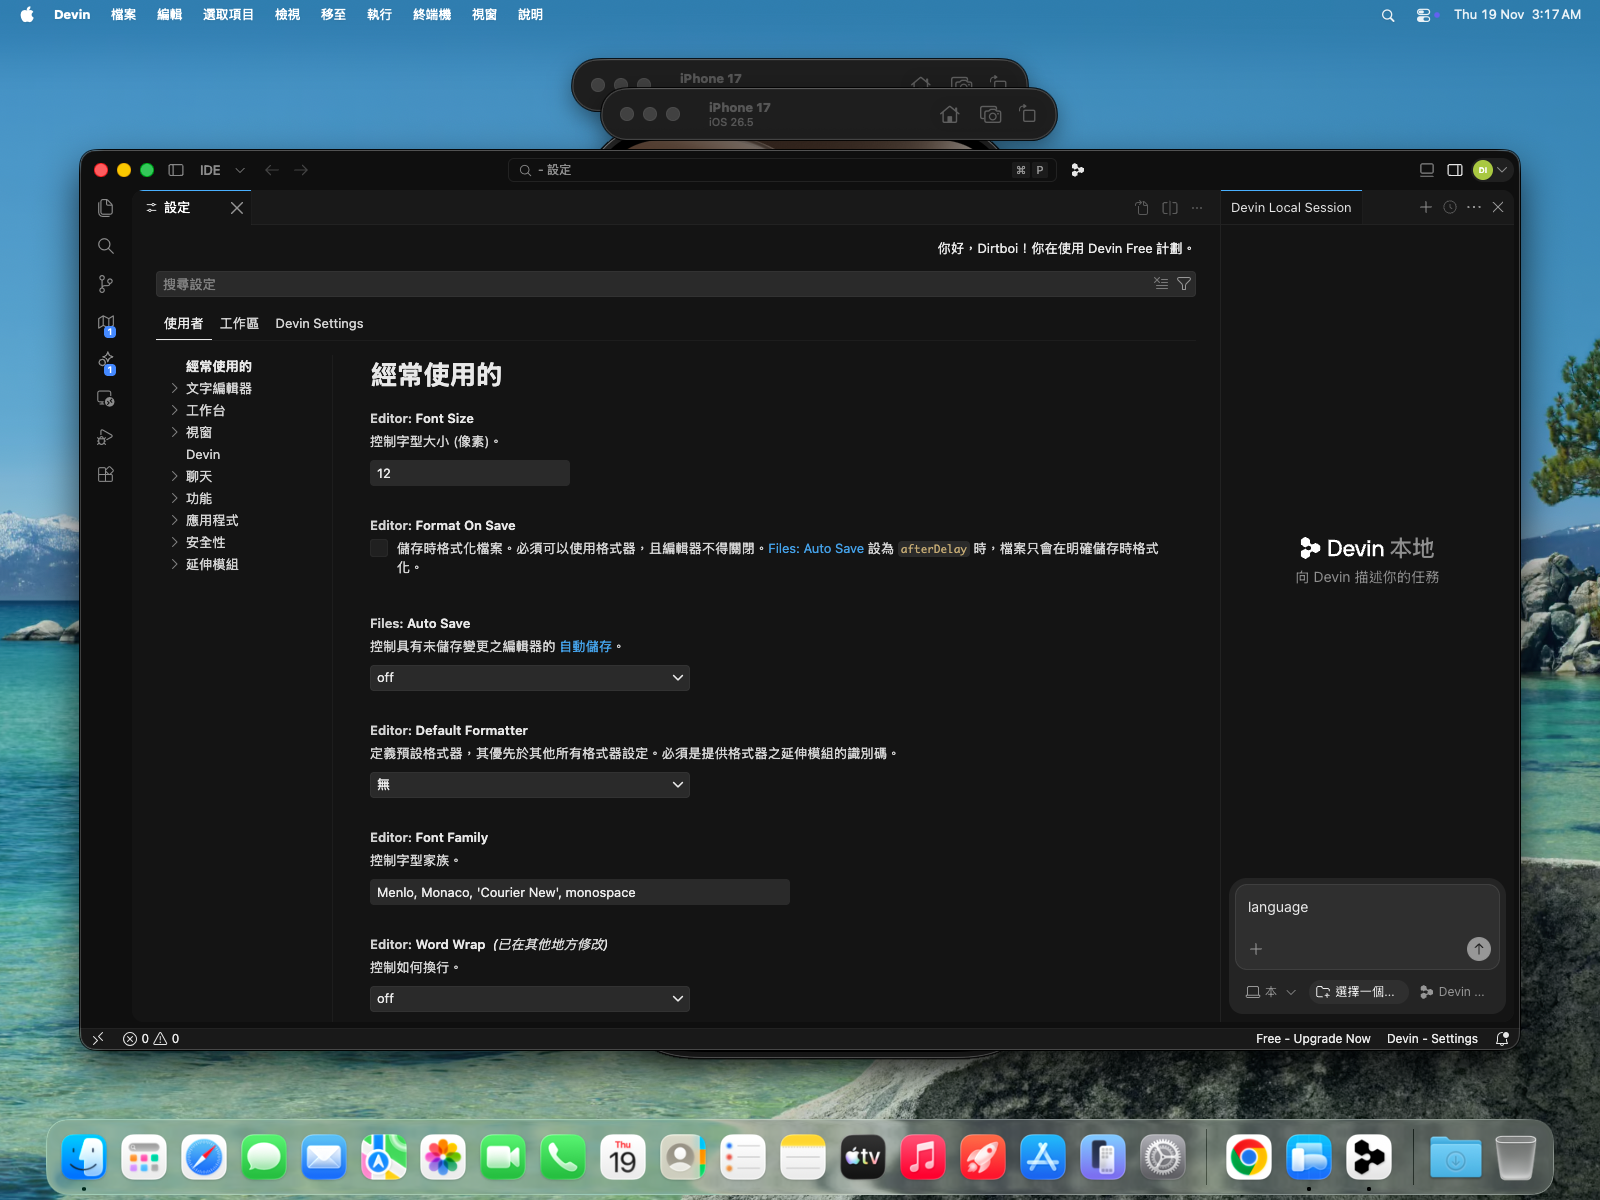 Devin 檔案 編輯 選取項目 檢視 移至 執行 終端機 視窗 說明
Thu 19 Nov 3:17 AM
iPhone 17
iPhone 17
iOS 26.5
IDE
- 設定
⌘ P
DI
設定
Devin Local Session
你好，Dirtboi！你在使用 Devin Free 計劃。
搜尋設定
使用者 工作區 Devin Settings
1
1
經常使用的
文字編輯器
工作台
視窗
Devin
聊天
功能
應用程式
安全性
延伸模組
經常使用的
Editor: Font Size
控制字型大小 (像素)。
12
Editor: Format On Save
儲存時格式化檔案。必須可以使用格式器，且編輯器不得關閉。Files: Auto Save 設為 afterDelay 時，檔案只會在明確儲存時格式
化。
Files: Auto Save
控制具有未儲存變更之編輯器的 自動儲存。
off
Editor: Default Formatter
定義預設格式器，其優先於其他所有格式器設定。必須是提供格式器之延伸模組的識別碼。
無
Editor: Font Family
控制字型家族。
Menlo, Monaco, 'Courier New', monospace
Editor: Word Wrap (已在其他地方修改)
控制如何換行。
off
Devin 本地
向 Devin 描述你的任務
language
本
選擇一個...
Devin ...
0 0
Free - Upgrade Now
Devin - Settings
Thu
19
tv